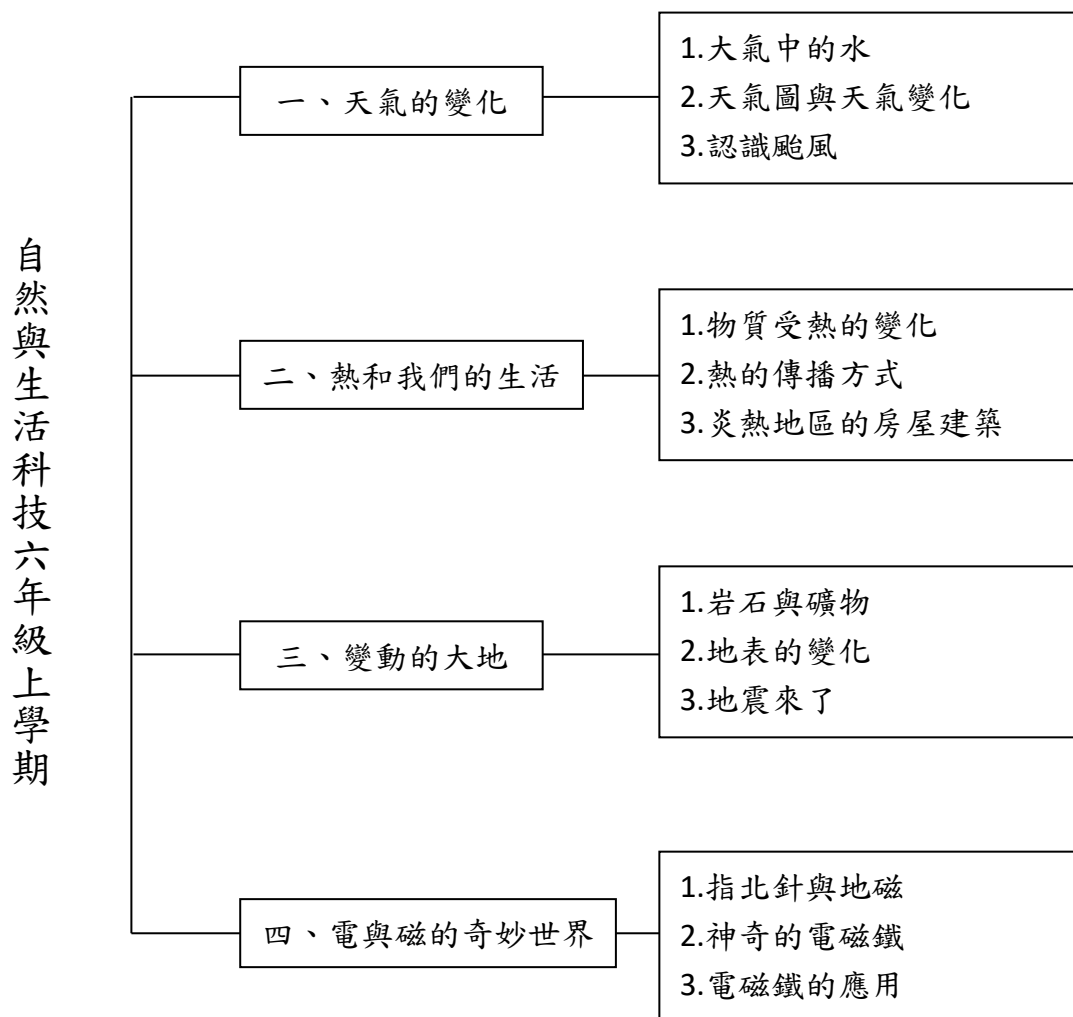 自然與生活科技六年級上學期
一、天氣的變化
1.大氣中的水
2.天氣圖與天氣變化
3.認識颱風
二、熱和我們的生活
1.物質受熱的變化
2.熱的傳播方式
3.炎熱地區的房屋建築
三、變動的大地
1.岩石與礦物
2.地表的變化
3.地震來了
四、電與磁的奇妙世界
1.指北針與地磁
2.神奇的電磁鐵
3.電磁鐵的應用